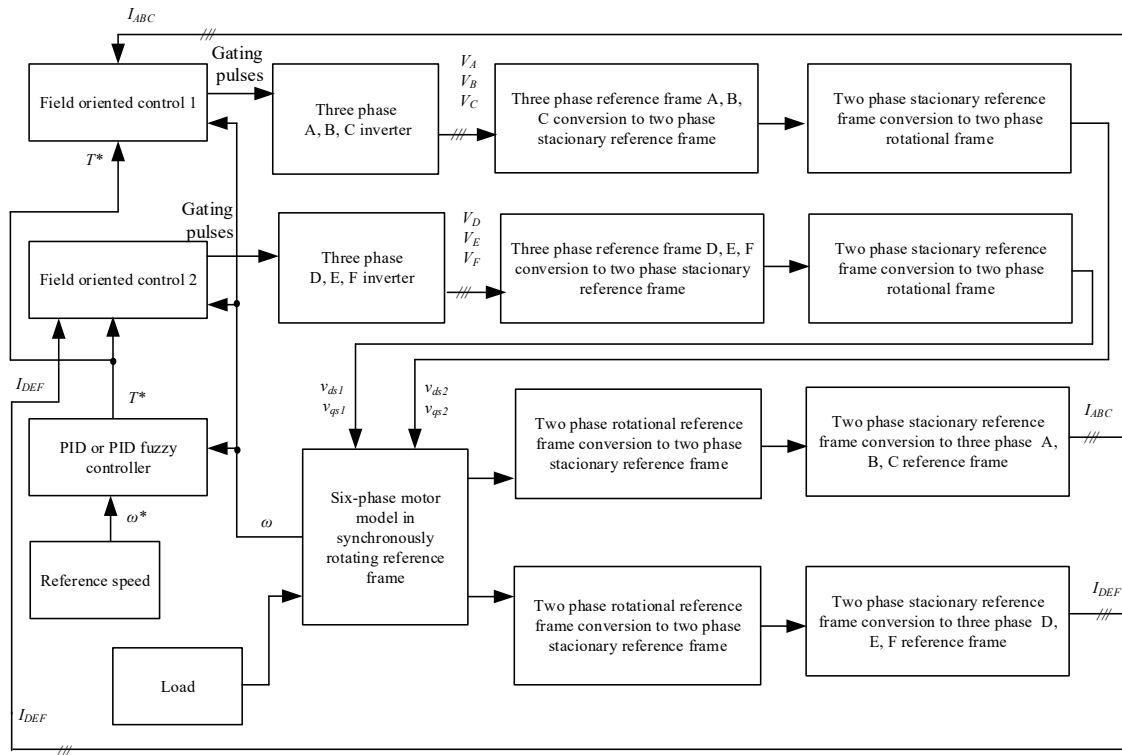 I_ABC
Gating
pulses
Field oriented control 1
Three phase
A, B, C inverter
V_A
V_B
V_C
Three phase reference frame A, B,
C conversion to two phase
stacionary reference frame
Two phase stacionary reference
frame conversion to two phase
rotational frame
T*
Gating
pulses
Field oriented control 2
Three phase
D, E, F inverter
V_D
V_E
V_F
Three phase reference frame D, E, F
conversion to two phase stacionary
reference frame
Two phase stacionary reference
frame conversion to two phase
rotational frame
I_DEF
T*
v_ds1
v_qs1
v_ds2
v_qs2
PID or PID fuzzy
controller
ω*
Reference speed
ω
Six-phase motor
model in
synchronously
rotating reference
frame
Two phase rotational reference
frame conversion to two phase
stacionary reference frame
Two phase stacionary reference
frame conversion to three phase A,
B, C reference frame
I_ABC
Two phase rotational reference
frame conversion to two phase
stacionary reference frame
Two phase stacionary reference
frame conversion to three phase D,
E, F reference frame
I_DEF
Load
I_DEF